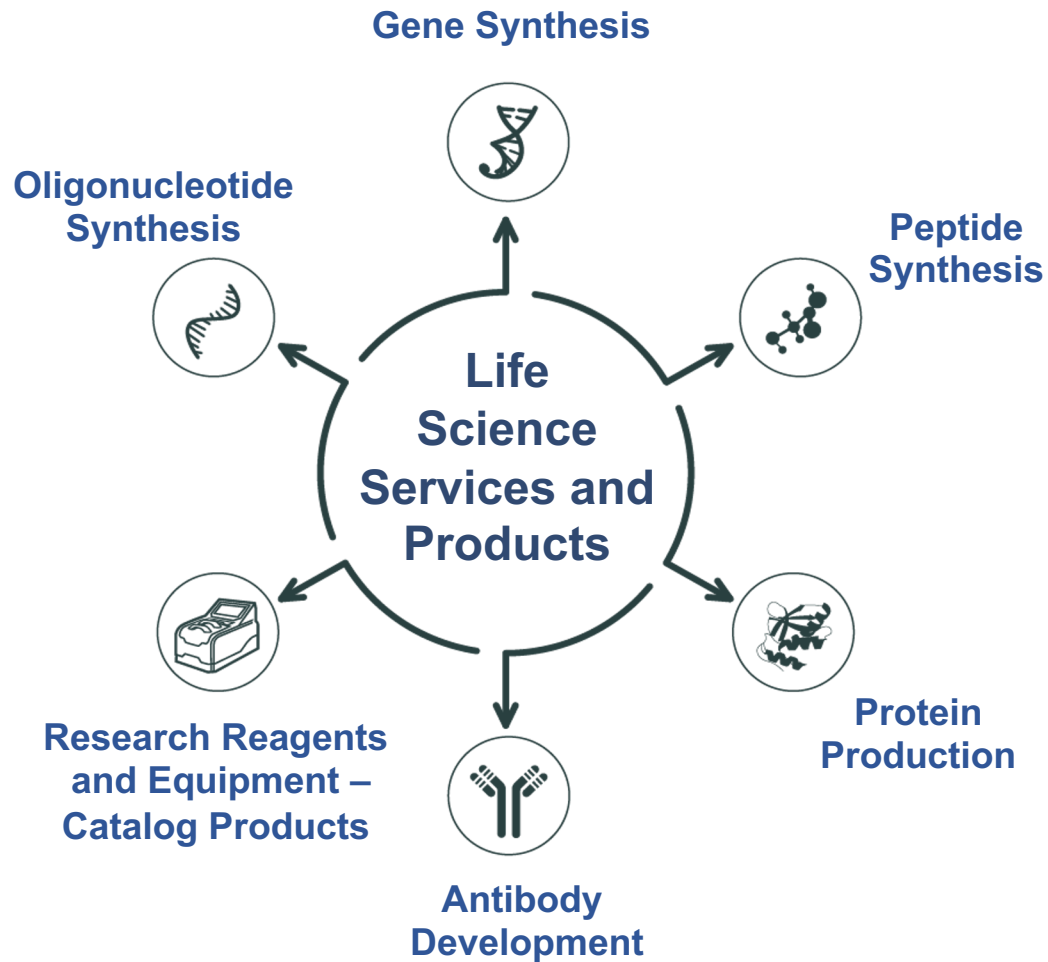 Gene Synthesis
Oligonucleotide
Synthesis
Peptide
Synthesis
Life
Science
Services and
Products
Research Reagents
and Equipment –
Catalog Products
Protein
Production
Antibody
Development